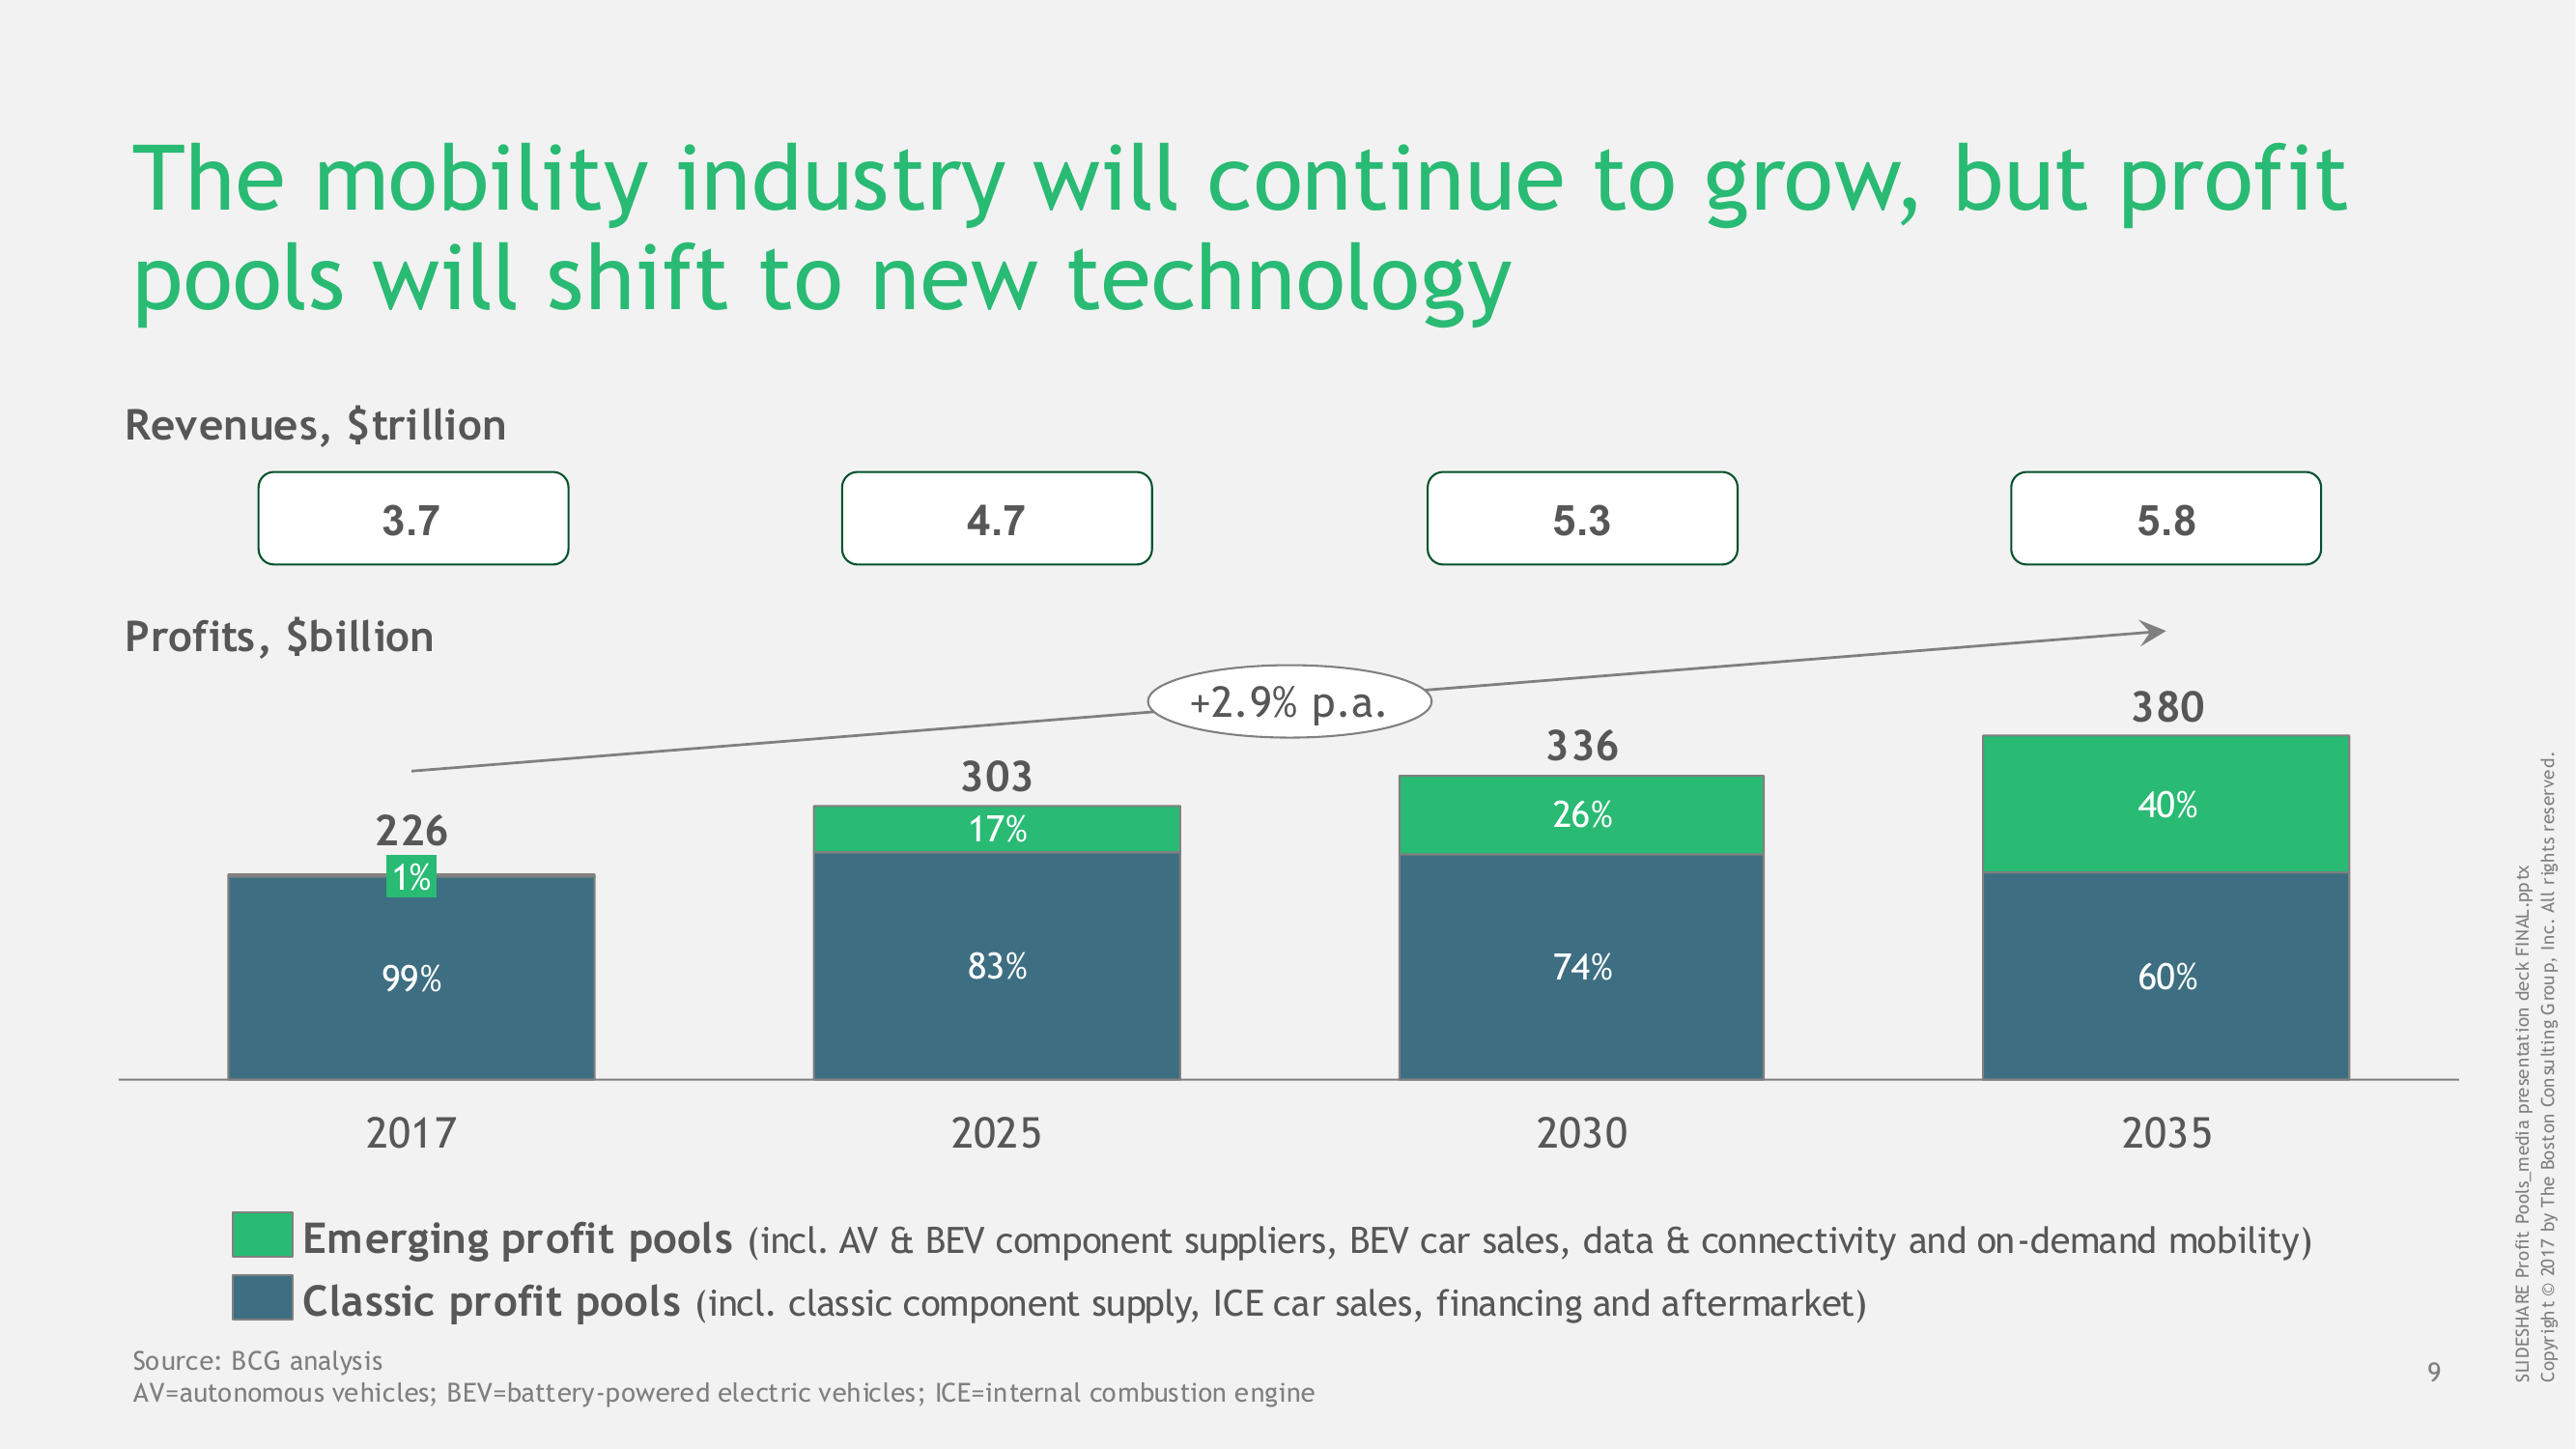 The mobility industry will continue to grow, but profit
pools will shift to new technology
Revenues, $trillion
3.7
4.7
5.3
5.8
Profits, $billion
+2.9% p.a.
226
303
336
380
1%
17%
26%
40%
99%
83%
74%
60%
2017
2025
2030
2035
Emerging profit pools (incl. AV & BEV component suppliers, BEV car sales, data & connectivity and on-demand mobility)
Classic profit pools (incl. classic component supply, ICE car sales, financing and aftermarket)
Source: BCG analysis
AV=autonomous vehicles; BEV=battery-powered electric vehicles; ICE=internal combustion engine
9
SLIDESHARE Profit Pools_media presentation deck FINAL.pptx
Copyright © 2017 by The Boston Consulting Group, Inc. All rights reserved.